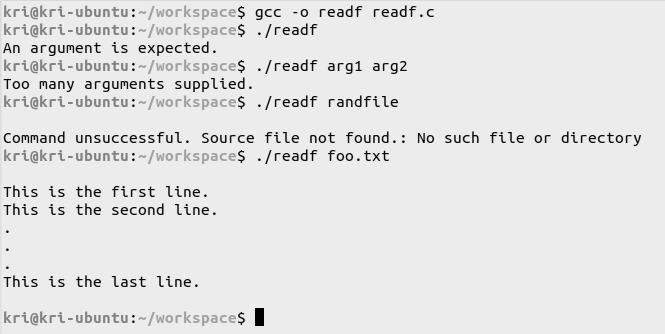 kri@kri-ubuntu:~/workspace$ gcc -o readf readf.c
kri@kri-ubuntu:~/workspace$ ./readf
An argument is expected.
kri@kri-ubuntu:~/workspace$ ./readf arg1 arg2
Too many arguments supplied.
kri@kri-ubuntu:~/workspace$ ./readf randfile
Command unsuccessful. Source file not found.: No such file or directory
kri@kri-ubuntu:~/workspace$ ./readf foo.txt
This is the first line.
This is the second line.
.
.
.
This is the last line.
kri@kri-ubuntu:~/workspace$